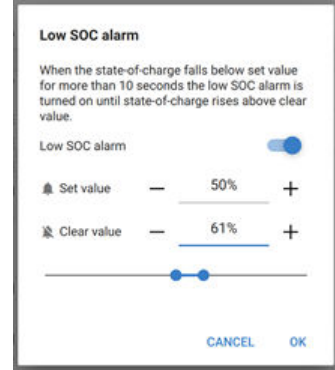 Low SOC alarm
When the state-of-charge falls below set value
for more than 10 seconds the low SOC alarm is
turned on until state-of-charge rises above clear
value.
Low SOC alarm
Set value — 50% +
Clear value — 61% +
CANCEL OK